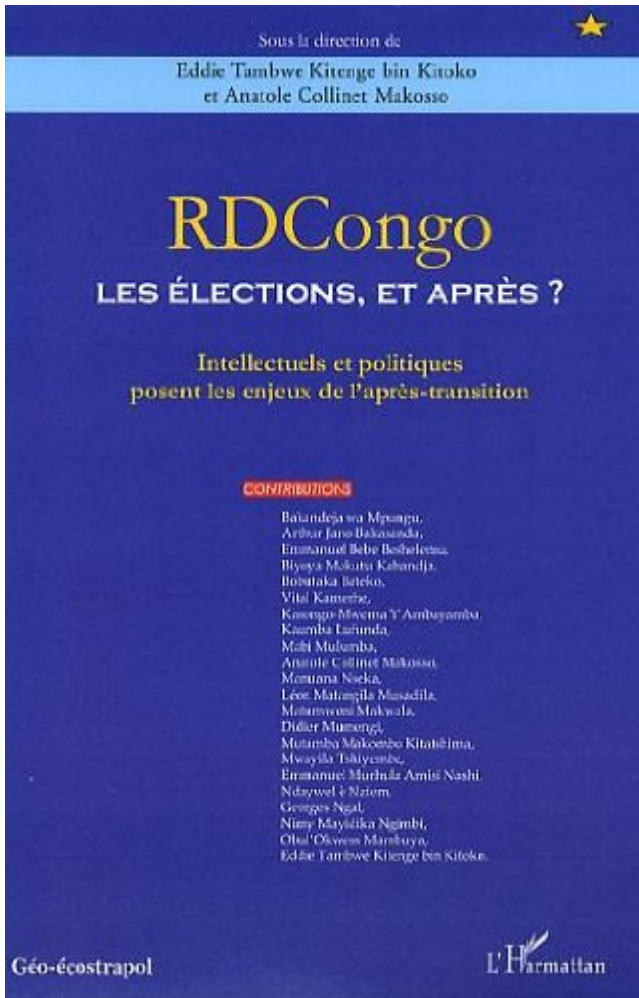 Sous la direction de
Eddie Tambwe Kitenge bin Kitoko
et Anatole Collinet Makosso
RDCongo
LES ÉLECTIONS, ET APRÈS ?
Intellectuels et politiques
posent les enjeux de l'après-transition
CONTRIBUTIONS
Bakandeja wa Mpungu,
Arthur Jano Bakasanda,
Emmanuel Bebe Beshelemu,
Biyoya Makutu Kahandja,
Bobutaka Bateko,
Vital Kamerhe,
Kasongo-Mwema Y'Ambayamba,
Kaumba Lufunda,
Mabi Mulumba,
Anatole Collinet Makosso,
Manuana Nseka,
Léon Matangila Musadila,
Makwala,
Didier Mumengi,
Mutamba Makombo Kitatshima,
Mwayila Tshiyembe,
Emmanuel Murhula Amisi Nashi,
Ndaywel è Nziem,
Georges Ngal,
Nimy Mayidika Ngimbi,
Obul'Okwess Mambuya,
Eddie Tambwe Kitenge bin Kitoko.
Géo-écostrapol
L'Harmattan